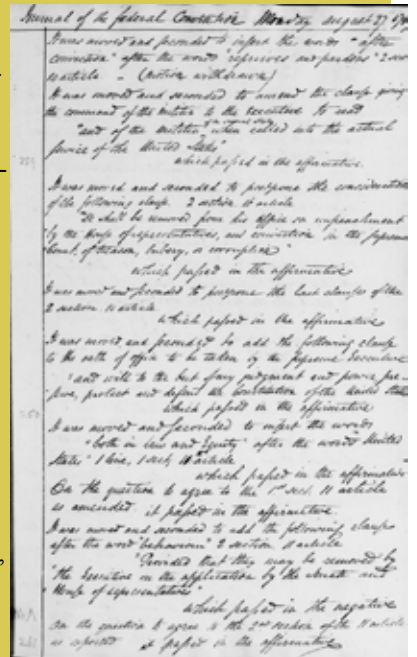 Journal of the federal Convention Monday august 27 1787
It was moved and seconded to insert the words "after
conviction" after the words "reprieves and pardons" 2 sect
10 article. (motion withdrawn)
It was moved and seconded to amend the clause giving
the command of the militia to the Executive to read
"and of the militia when called into the actual
service of the United States"
which passed in the affirmative.
It was moved and seconded to postpone the consideration
of the following clause 2 section 10 article
"He shall be removed from his office on impeachment
by the House of representatives, and conviction in the supreme
Court, of treason, bribery, or corruption"
which passed in the affirmative
It was moved and seconded to postpone the last clause of the
2 section 10 article
which passed in the affirmative
It was moved, and seconded to add the following clause
to the oath of office to be taken by the supreme Executive
"and will to the best of my judgment and power, pre-
serve, protect and defend the Constitution of the United States
which passed in the affirmative
It was moved and seconded to insert the words
"both in law and Equity" after the words "United
States" 1 line, 1 sect, 11 article
which passed in the affirmative
On the question to agree to the 1st sect. 11 article
as amended it passed in the affirmative.
It was moved and seconded to add the following clause
after the word "behaviour" 2 section 11 article
"Provided that they may be removed by
the Executive on the application by the Senate and
House of representatives"
which passed in the negative
On the question to agree to the 2nd section of the 11 article
as reported it passed in the affirmative